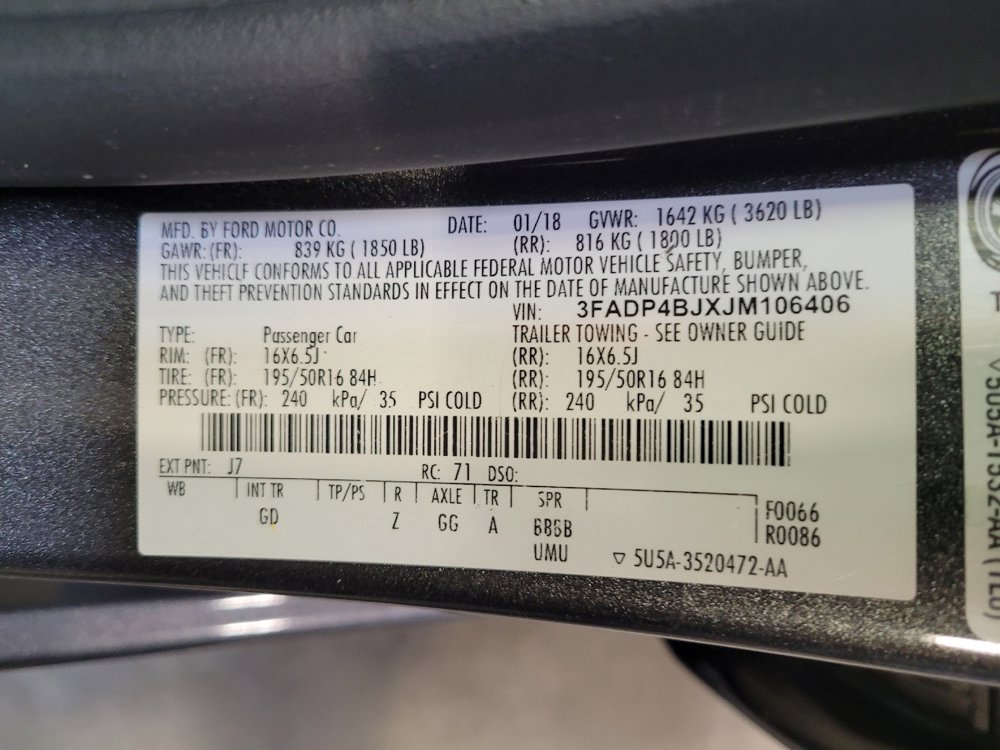 MFD. BY FORD MOTOR CO. DATE: 01/18 GVWR: 1642 KG ( 3620 LB)
GAWR: (FR): 839 KG ( 1850 LB) (RR): 816 KG ( 1800 LB)
THIS VEHICLE CONFORMS TO ALL APPLICABLE FEDERAL MOTOR VEHICLE SAFETY, BUMPER,
AND THEFT PREVENTION STANDARDS IN EFFECT ON THE DATE OF MANUFACTURE SHOWN ABOVE.
VIN: 3FADP4BJXJM106406
TYPE: Passenger Car TRAILER TOWING - SEE OWNER GUiDE
RIM: (FR): 16X6.5J (RR): 16X6.5J
TIRE: (FR): 195/50R16 84H (RR): 195/50R16 84H
PRESSURE: (FR): 240 kPa/ 35 PSI COLD (RR): 240 kPa/ 35 PSI COLD
EXT PNT: J7 RC: 71 DSO:
WB INT TR TP/PS R AXLE TR SPR
GD Z GG A F0066
UMU R0086
▽ 5U5A-3520472-AA